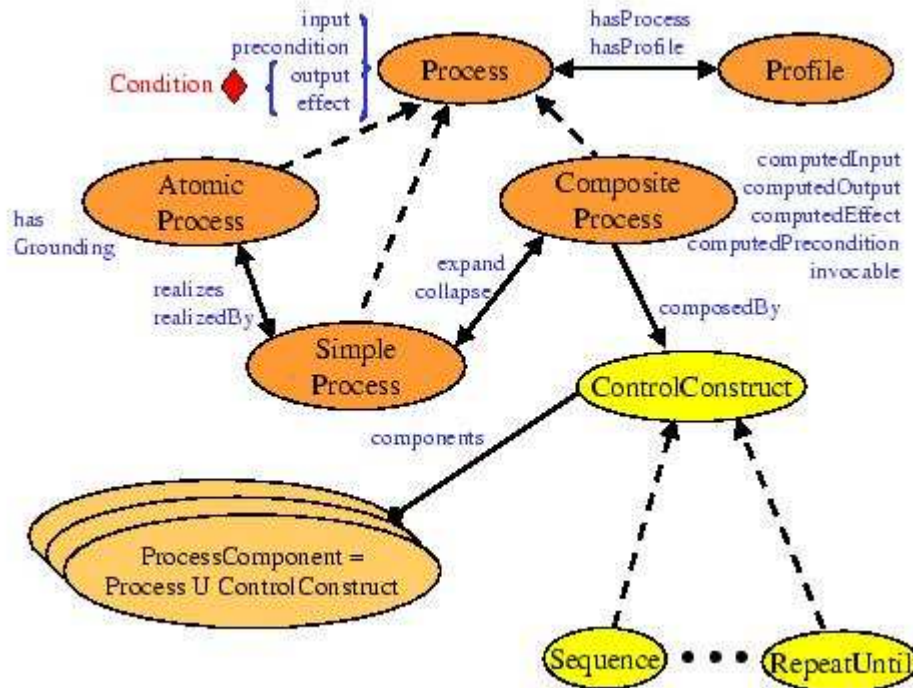 input
precondition
output
effect
Condition
Process
hasProcess
hasProfile
Profile
Atomic
Process
has
Grounding
Composite
Process
computedInput
computedOutput
computedEffect
computedPrecondition
invocable
realizes
realizedBy
expand
collapse
composedBy
Simple
Process
ControlConstruct
components
ProcessComponent =
Process U ControlConstruct
Sequence
• • •
RepeatUntil